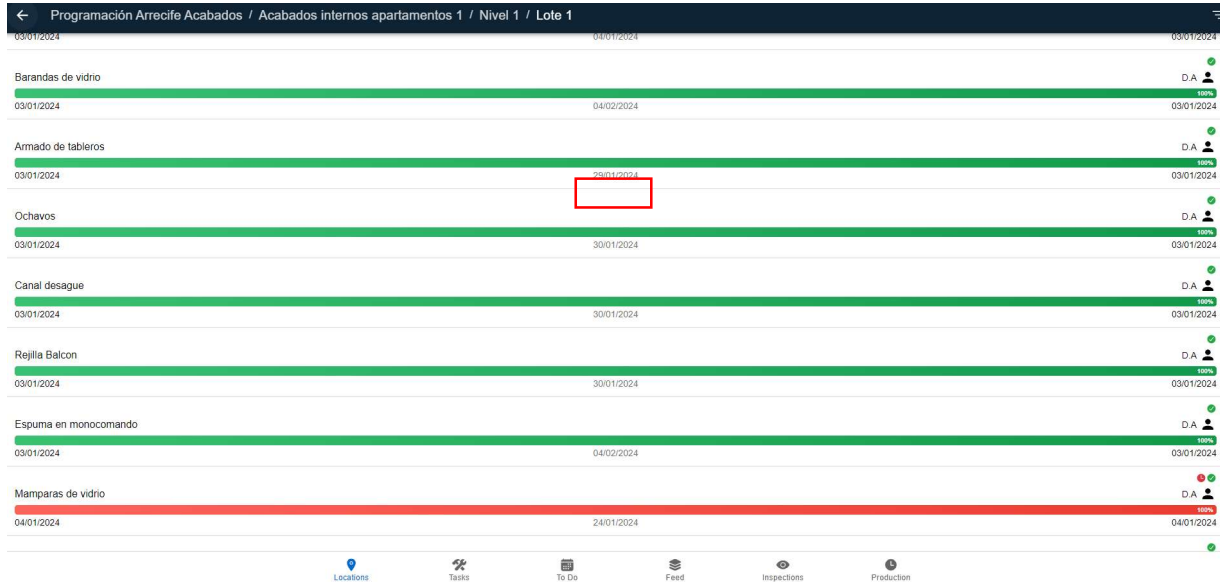 Programación Arrecife Acabados / Acabados internos apartamentos 1 / Nivel 1 / Lote 1
03/01/2024 04/01/2024 03/01/2024
Barandas de vidrio D.A
100%
03/01/2024 04/02/2024 03/01/2024
Armado de tableros D.A
100%
03/01/2024 29/01/2024 03/01/2024
Ochavos D.A
100%
03/01/2024 30/01/2024 03/01/2024
Canal desague D.A
100%
03/01/2024 30/01/2024 03/01/2024
Rejilla Balcon D.A
100%
03/01/2024 30/01/2024 03/01/2024
Espuma en monocomando D.A
100%
03/01/2024 04/02/2024 03/01/2024
Mamparas de vidrio D.A
100%
04/01/2024 24/01/2024 04/01/2024
Locations Tasks To Do Feed Inspections Production